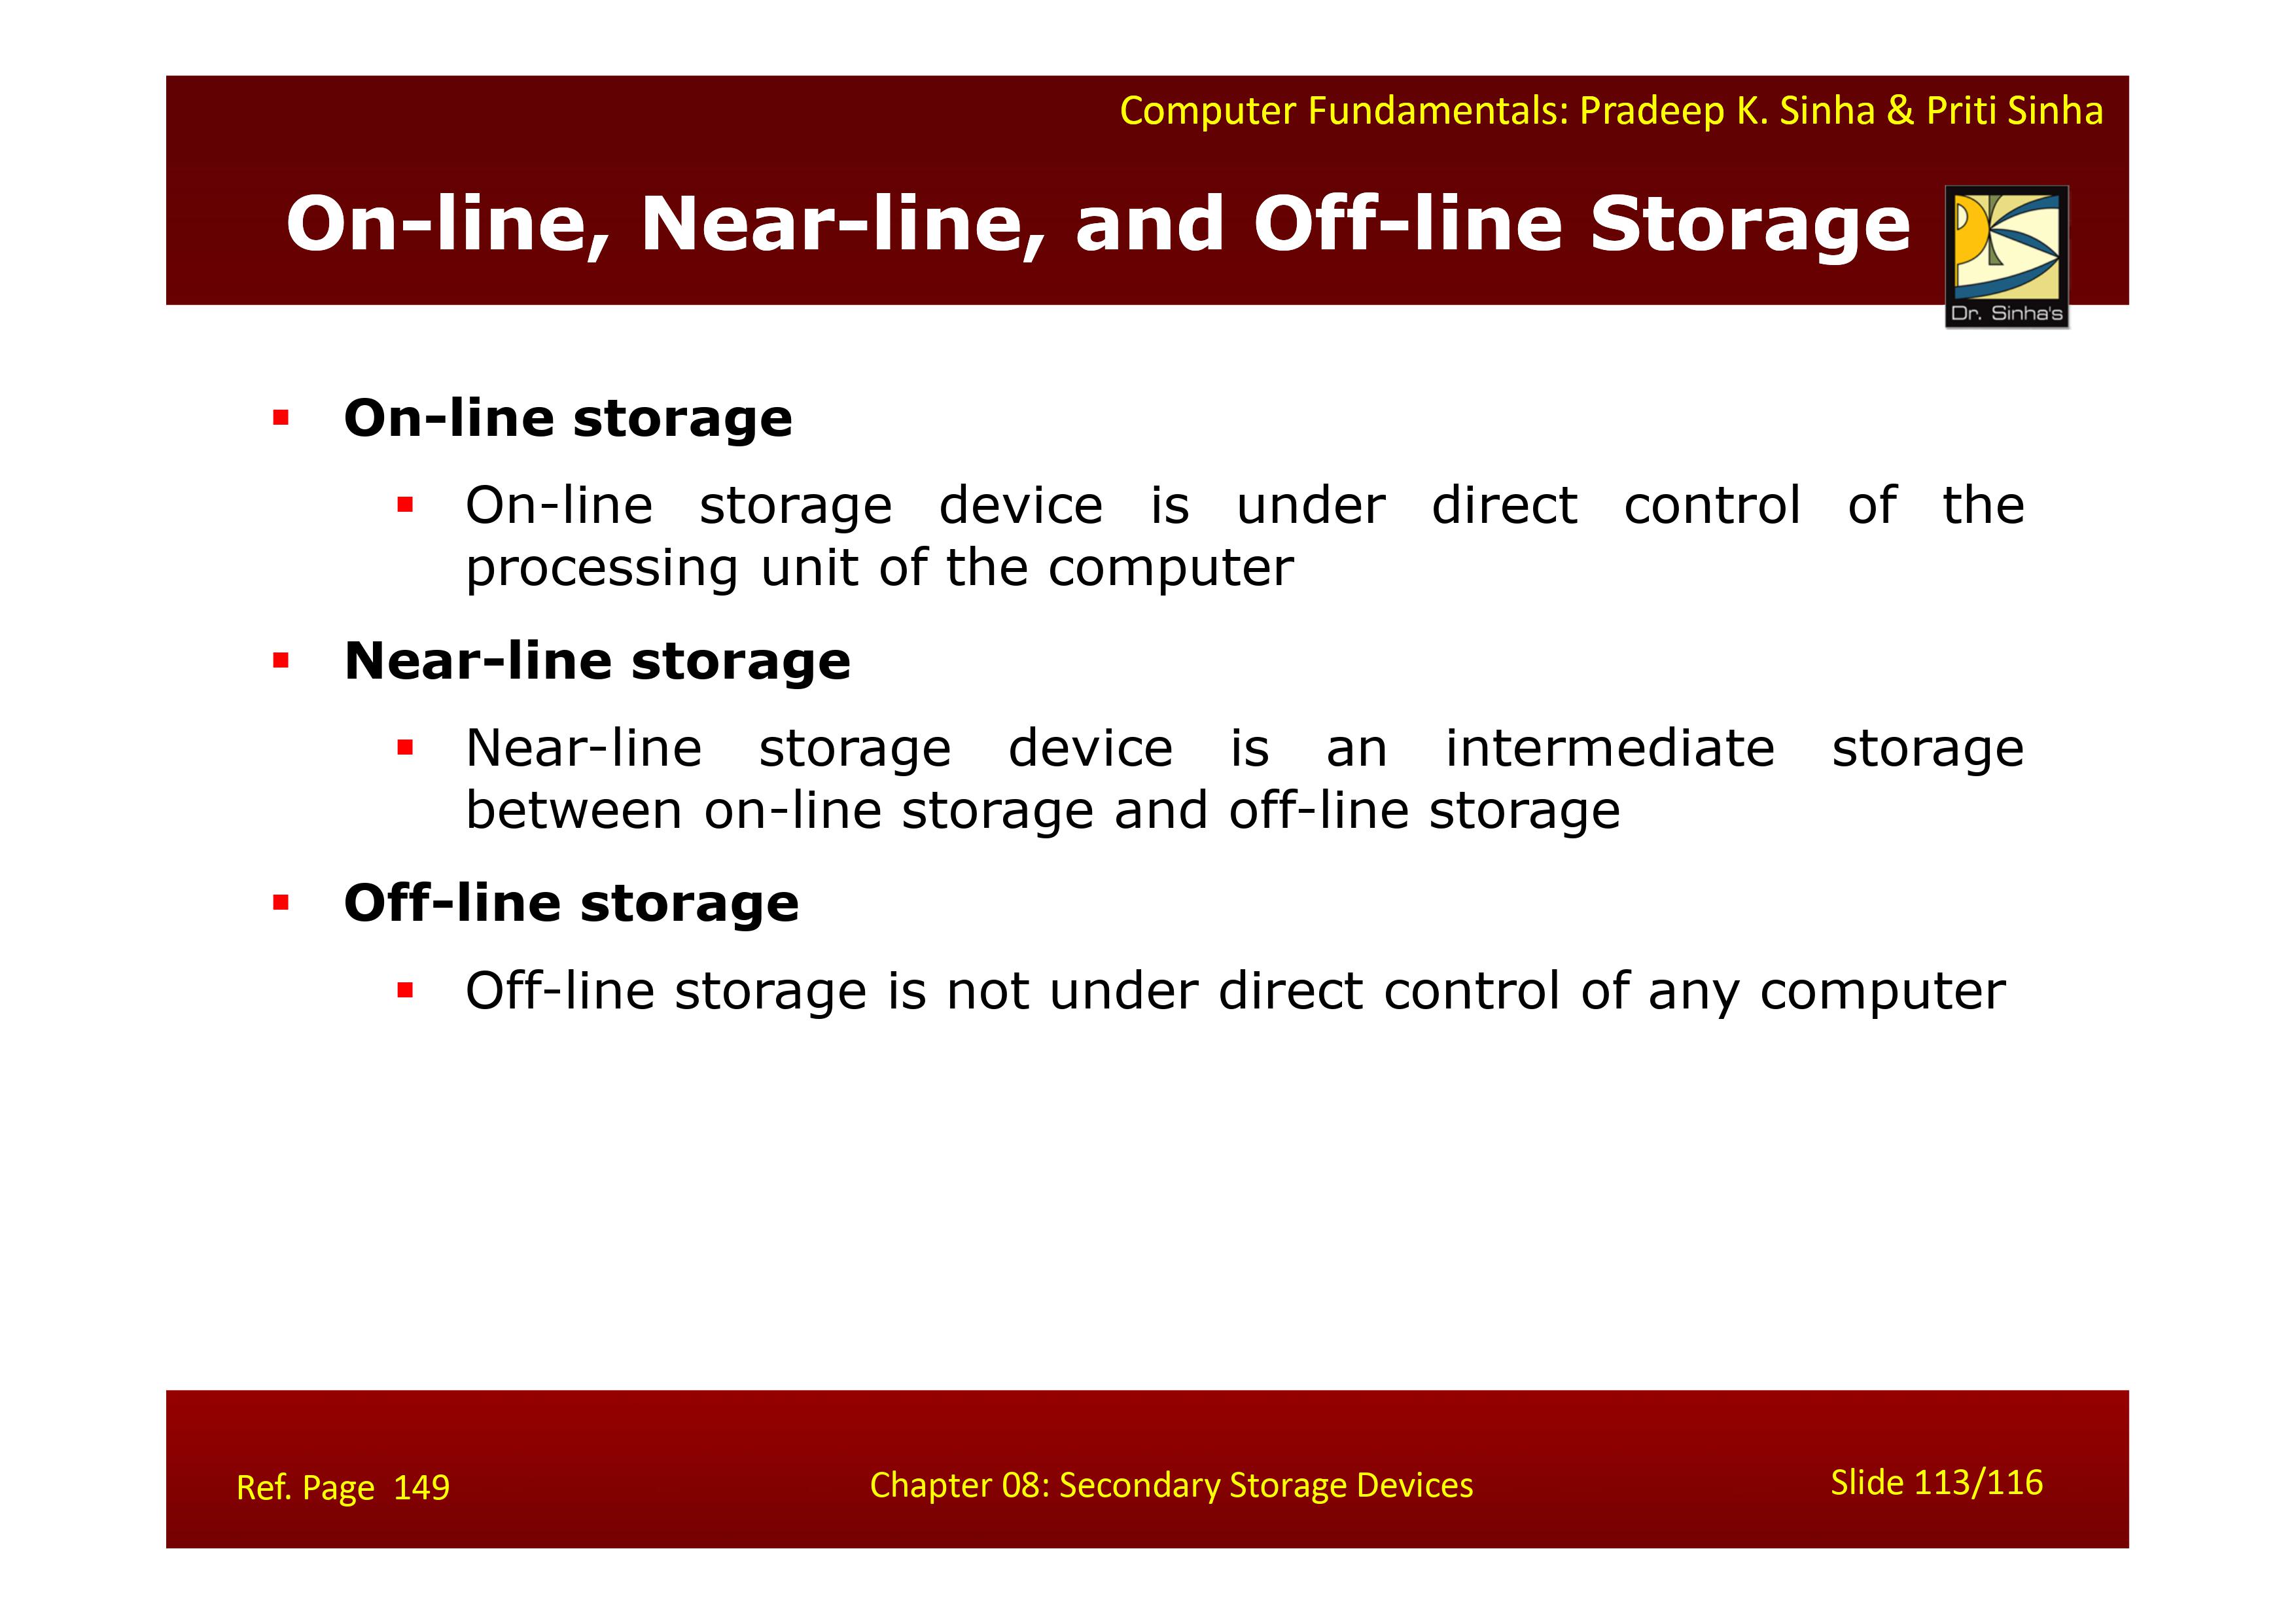 Computer Fundamentals: Pradeep K. Sinha & Priti Sinha
On-line, Near-line, and Off-line Storage
Dr. Sinha's
▪ On-line storage
▪ On-line storage device is under direct control of the
processing unit of the computer
▪ Near-line storage
▪ Near-line storage device is an intermediate storage
between on-line storage and off-line storage
▪ Off-line storage
▪ Off-line storage is not under direct control of any computer
Ref. Page 149
Chapter 08: Secondary Storage Devices
Slide 113/116